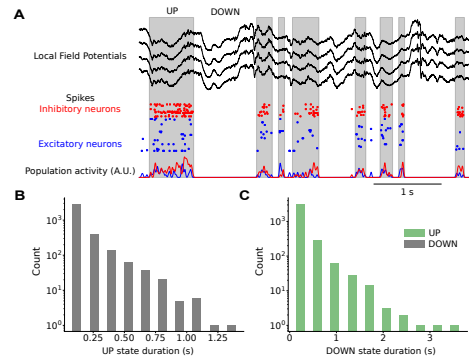 A
UP DOWN
Local Field Potentials
Spikes
Inhibitory neurons
Excitatory neurons
Population activity (A.U.)
1 s
B
C
10³
10²
10¹
10⁰
Count
0.25 0.50 0.75 1.00 1.25
UP state duration (s)
UP
DOWN
10³
10²
10¹
10⁰
Count
0 1 2 3
DOWN state duration (s)